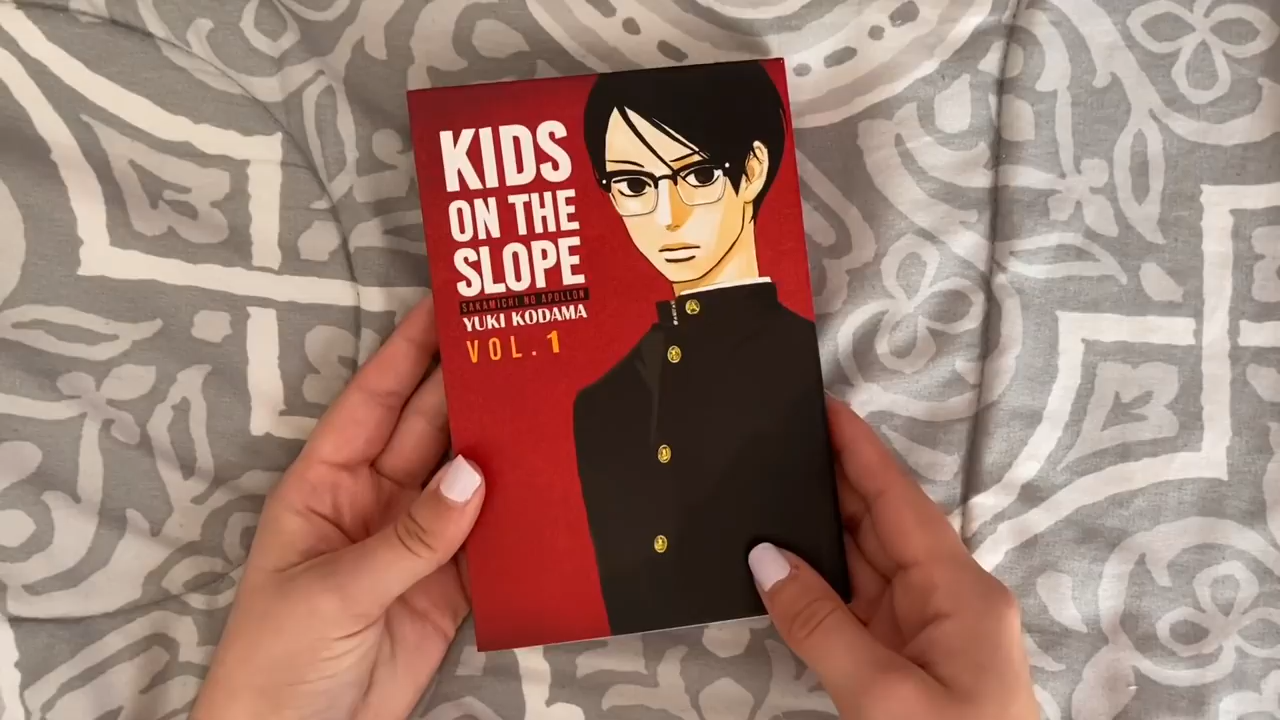 KIDS
ON THE
SLOPE
SAKAMICHI NO APOLLON
YUKI KODAMA
VOL. 1